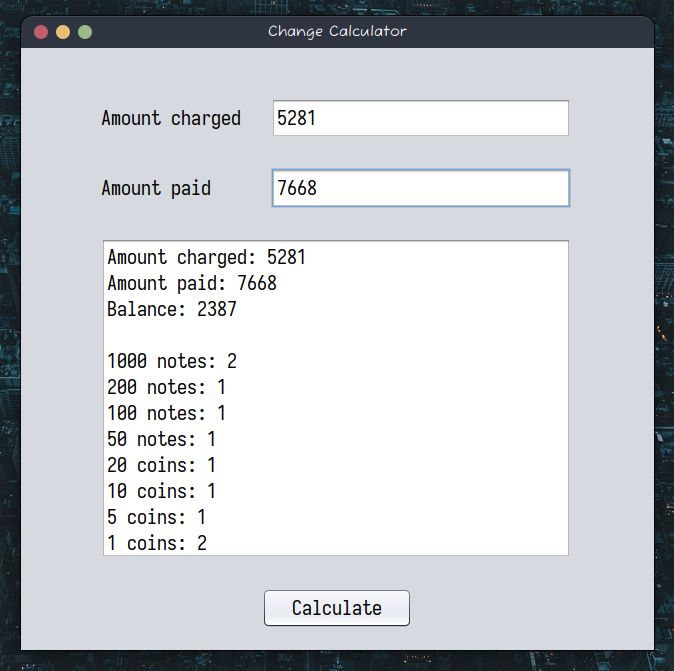 Change Calculator
Amount charged 5281
Amount paid 7668
Amount charged: 5281
Amount paid: 7668
Balance: 2387
1000 notes: 2
200 notes: 1
100 notes: 1
50 notes: 1
20 coins: 1
10 coins: 1
5 coins: 1
1 coins: 2
Calculate